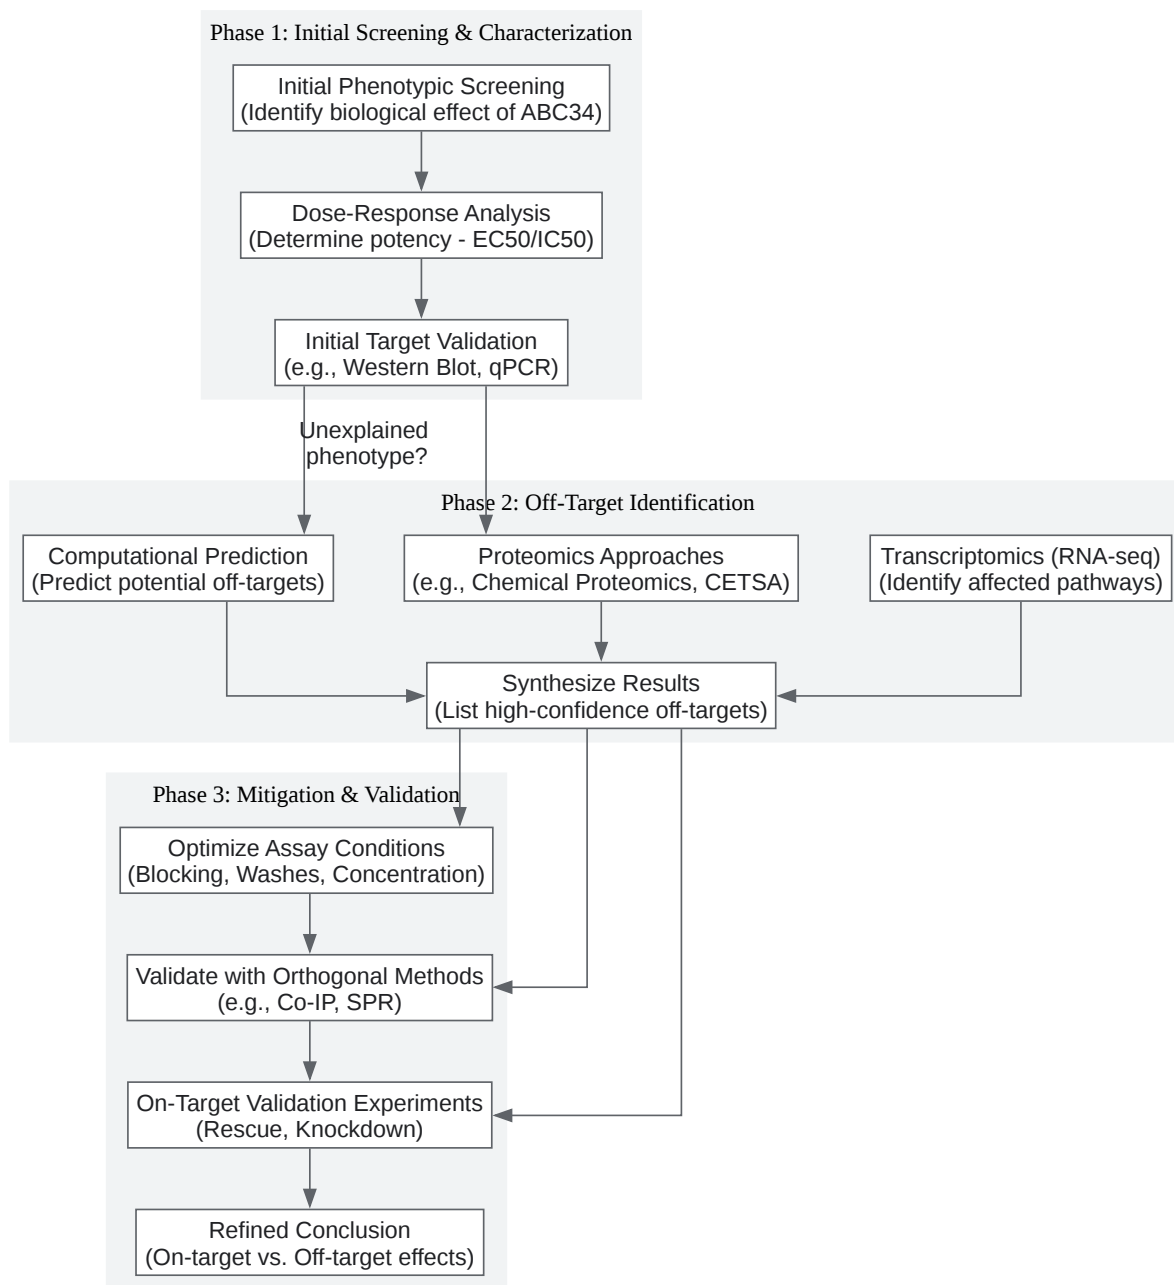 Phase 1: Initial Screening & Characterization
Initial Phenotypic Screening
(Identify biological effect of ABC34)
Dose-Response Analysis
(Determine potency - EC50/IC50)
Initial Target Validation
(e.g., Western Blot, qPCR)
Unexplained
phenotype?
Phase 2: Off-Target Identification
Computational Prediction
(Predict potential off-targets)
Proteomics Approaches
(e.g., Chemical Proteomics, CETSA)
Transcriptomics (RNA-seq)
(Identify affected pathways)
Synthesize Results
(List high-confidence off-targets)
Phase 3: Mitigation & Validation
Optimize Assay Conditions
(Blocking, Washes, Concentration)
Validate with Orthogonal Methods
(e.g., Co-IP, SPR)
On-Target Validation Experiments
(Rescue, Knockdown)
Refined Conclusion
(On-target vs. Off-target effects)